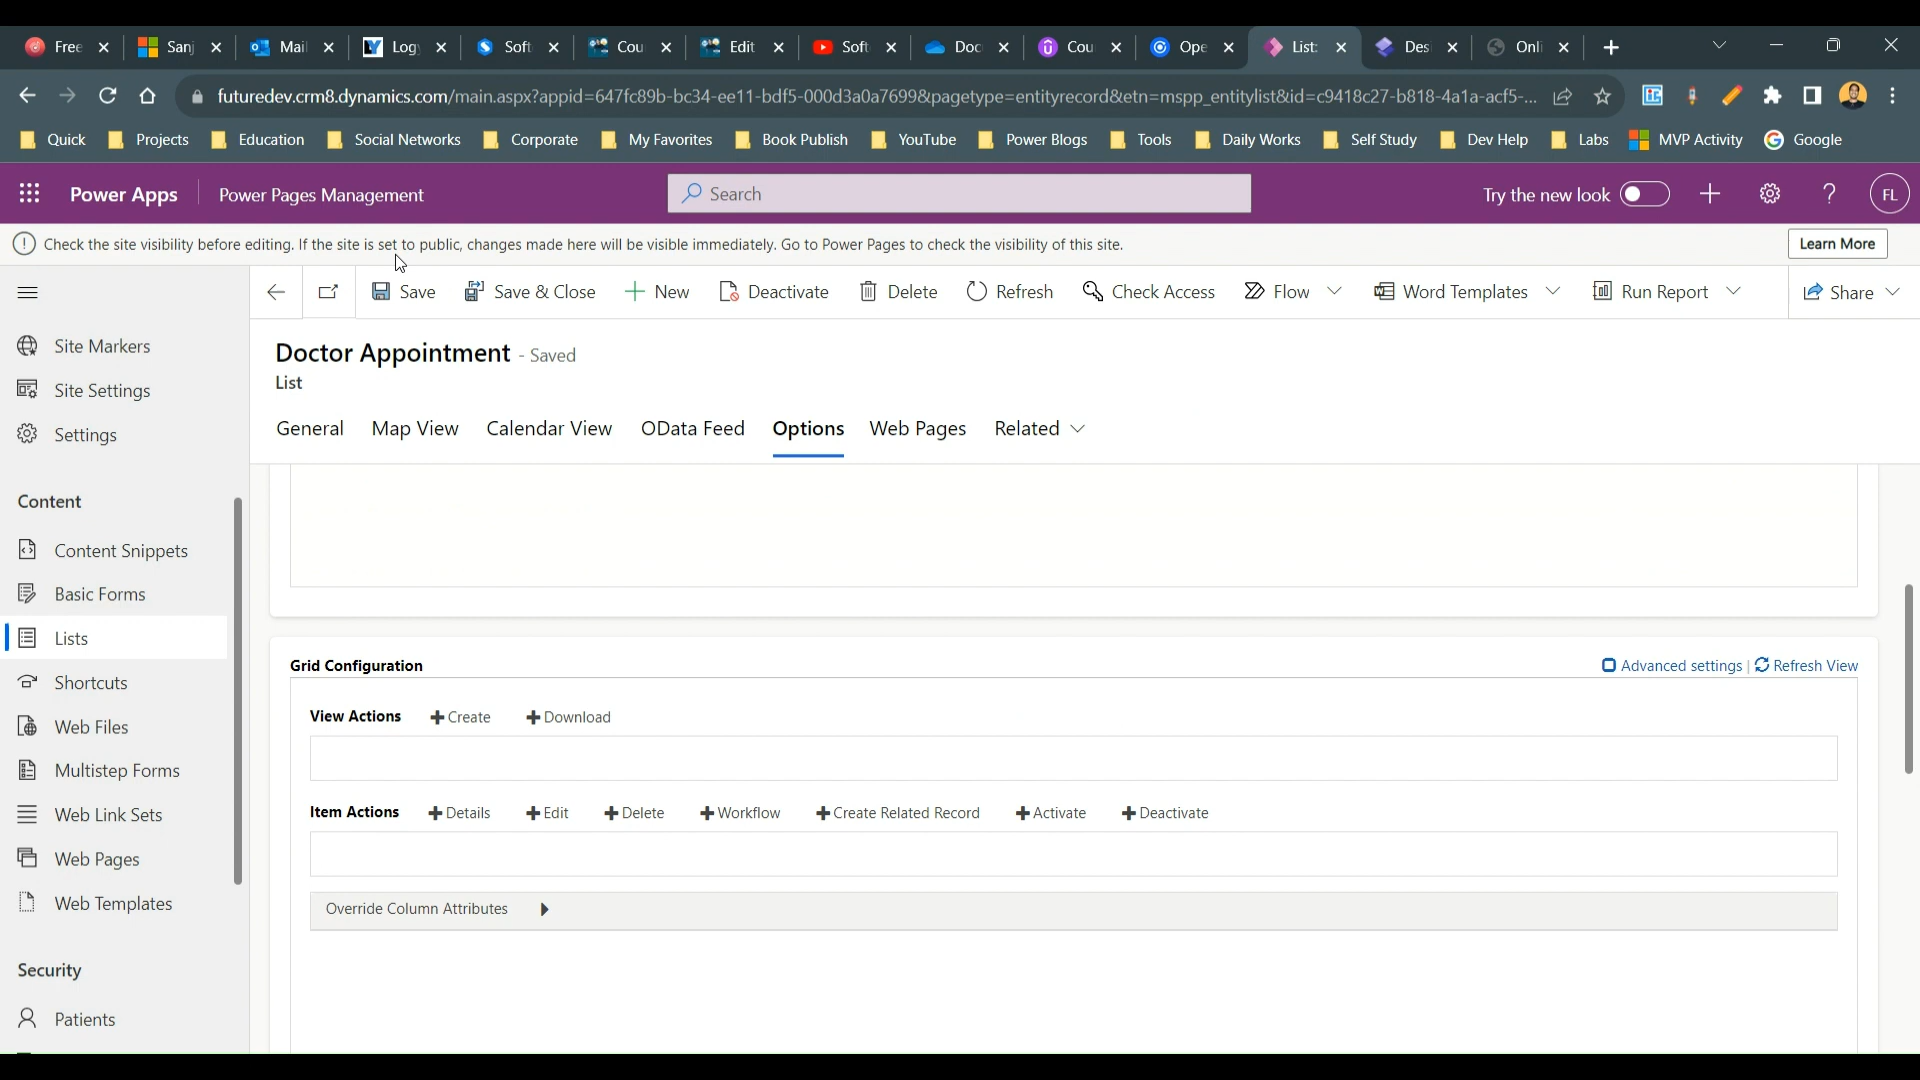 Free
Sanj
Mail
Log
Soft
Cou
Edit
Soft
Doc
Cou
Ope
List:
Des
Onli
futuredev.crm8.dynamics.com/main.aspx?appid=647fc89b-bc34-ee11-bdf5-000d3a0a7699&pagetype=entityrecord&etn=mspp_entitylist&id=c9418c27-b818-4a1a-acf5-...
Quick Projects Education Social Networks Corporate My Favorites Book Publish YouTube Power Blogs Tools Daily Works Self Study Dev Help Labs MVP Activity Google
Power Apps Power Pages Management Search Try the new look FL
Check the site visibility before editing. If the site is set to public, changes made here will be visible immediately. Go to Power Pages to check the visibility of this site. Learn More
Save Save & Close New Deactivate Delete Refresh Check Access Flow Word Templates Run Report Share
Site Markers
Site Settings
Settings
Content
Content Snippets
Basic Forms
Lists
Shortcuts
Web Files
Multistep Forms
Web Link Sets
Web Pages
Web Templates
Security
Patients
Doctor Appointment - Saved
List
General Map View Calendar View OData Feed Options Web Pages Related
Grid Configuration Advanced settings | Refresh View
View Actions Create Download
Item Actions Details Edit Delete Workflow Create Related Record Activate Deactivate
Override Column Attributes